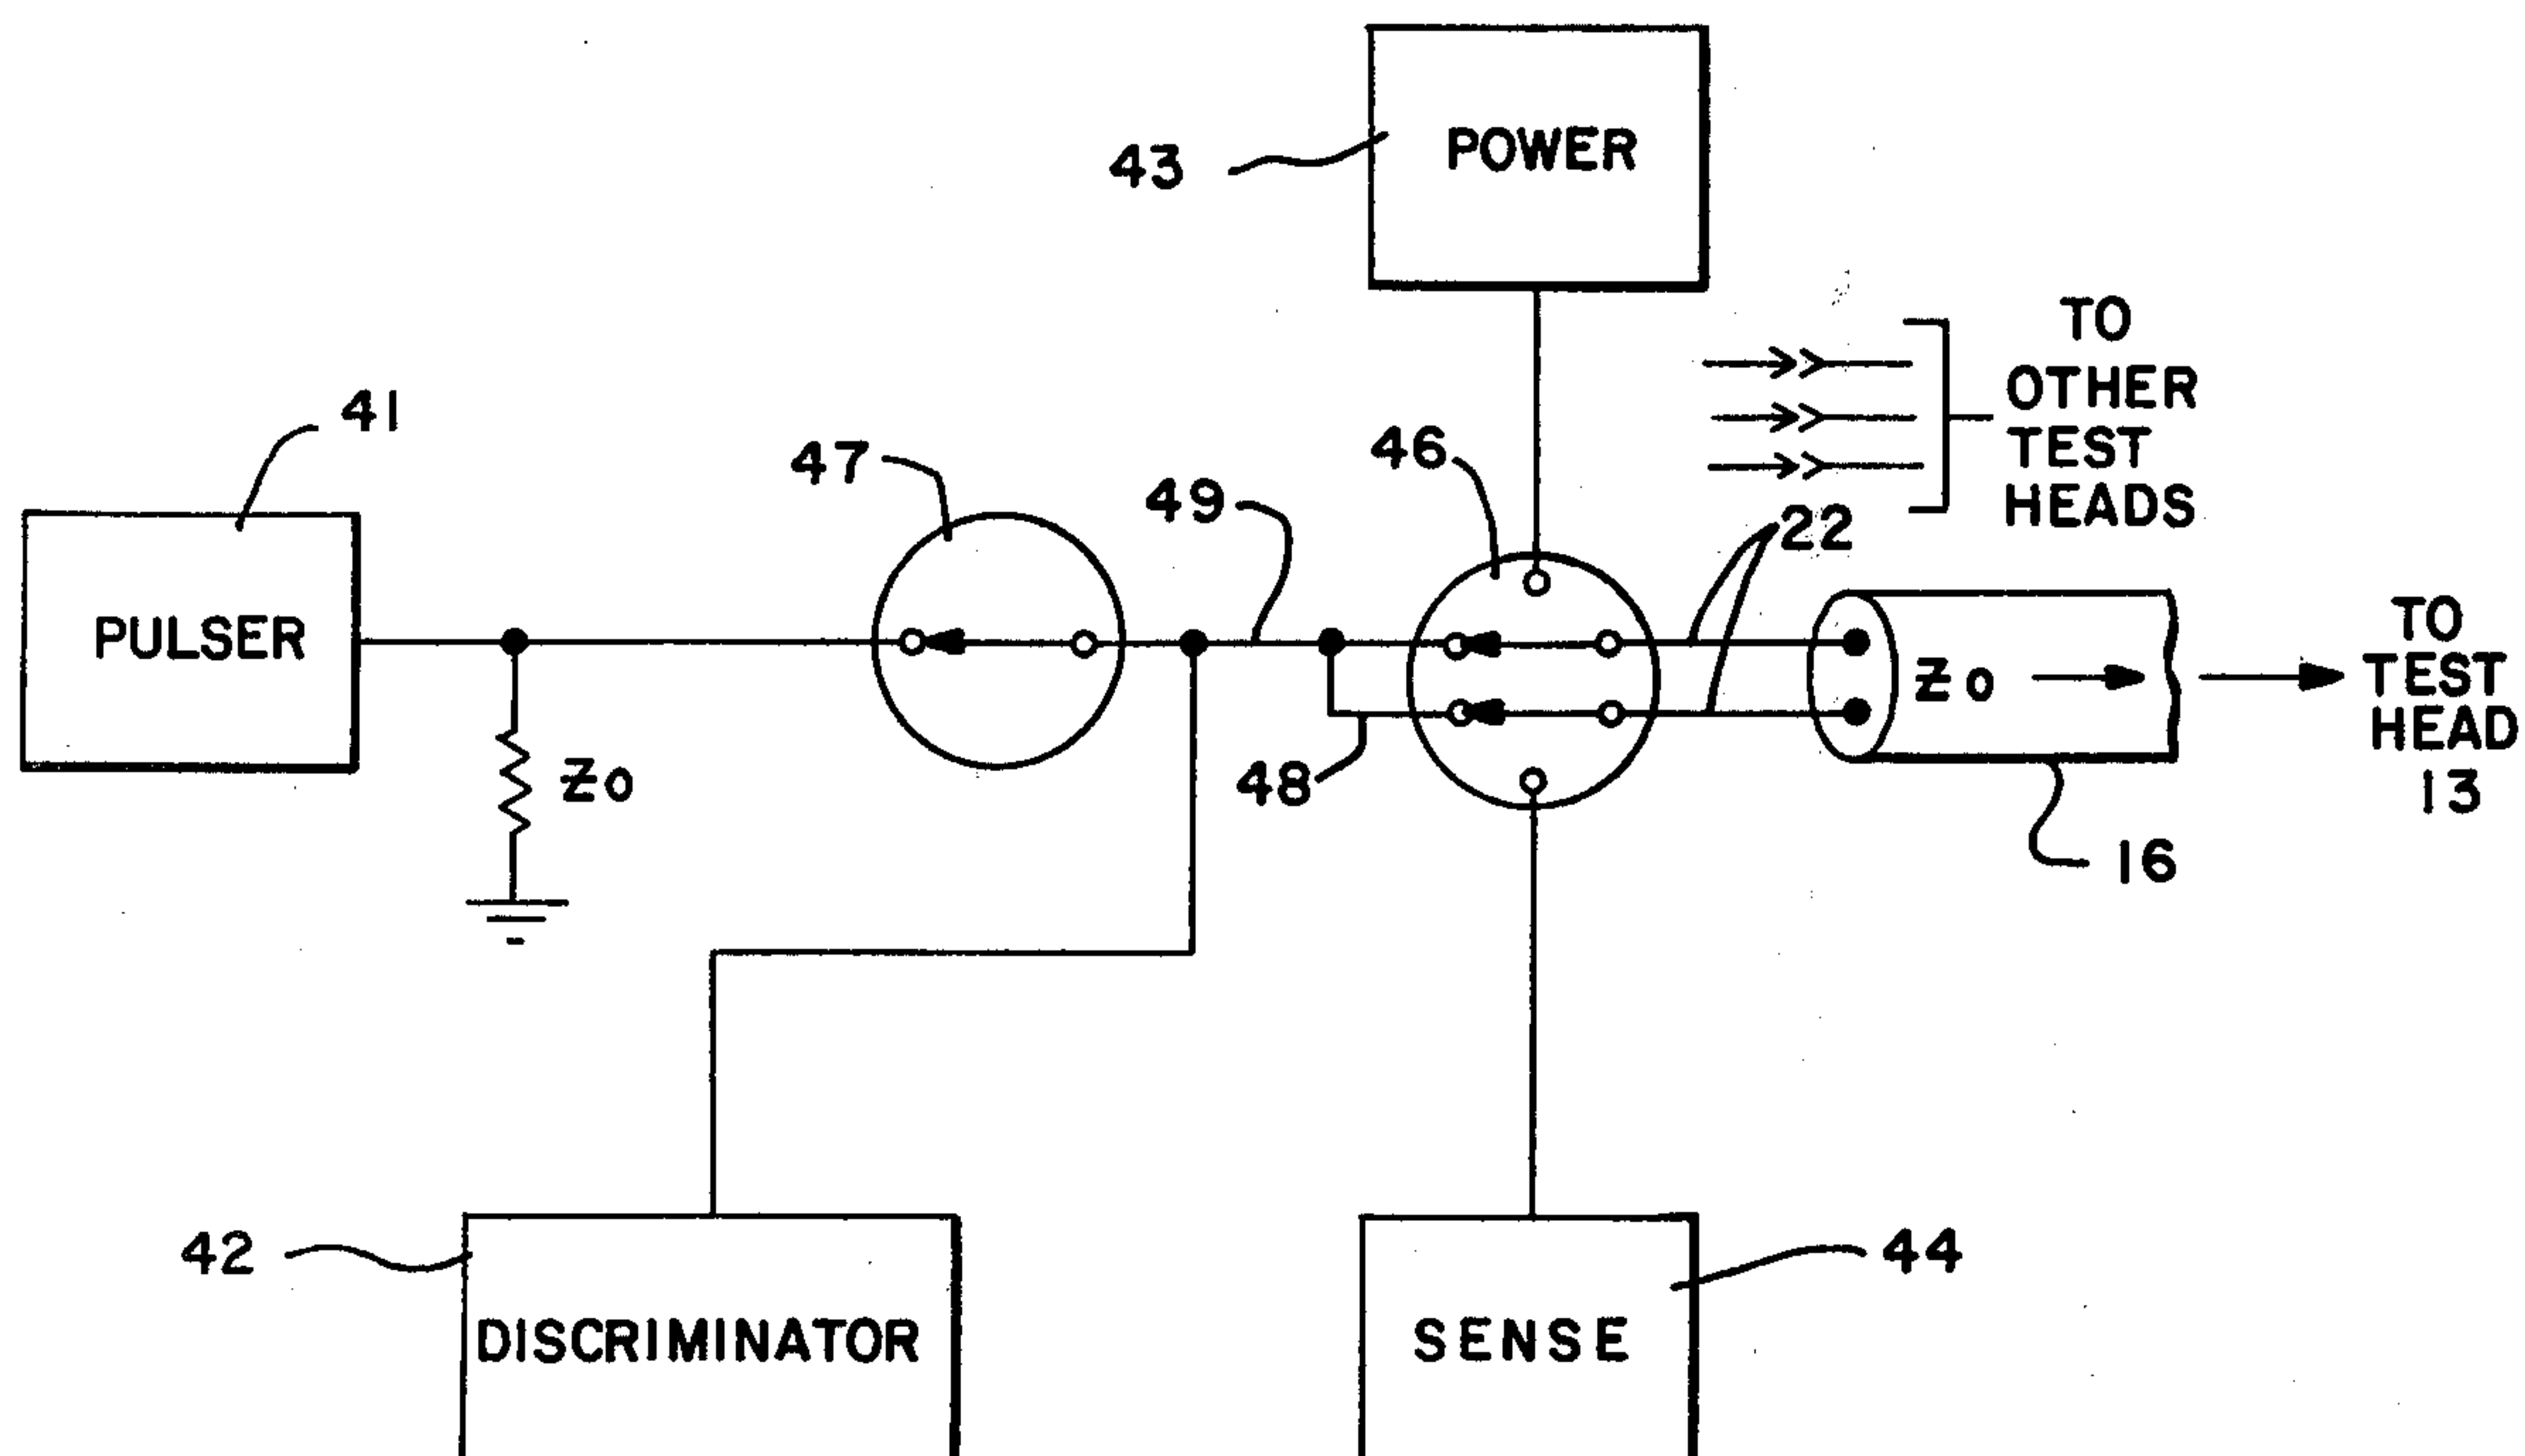 43
POWER
TO
OTHER
TEST
HEADS
41
47
49
46
22
PULSER
Zo
48
Zo
TO
TEST
HEAD
13
16
42
DISCRIMINATOR
44
SENSE